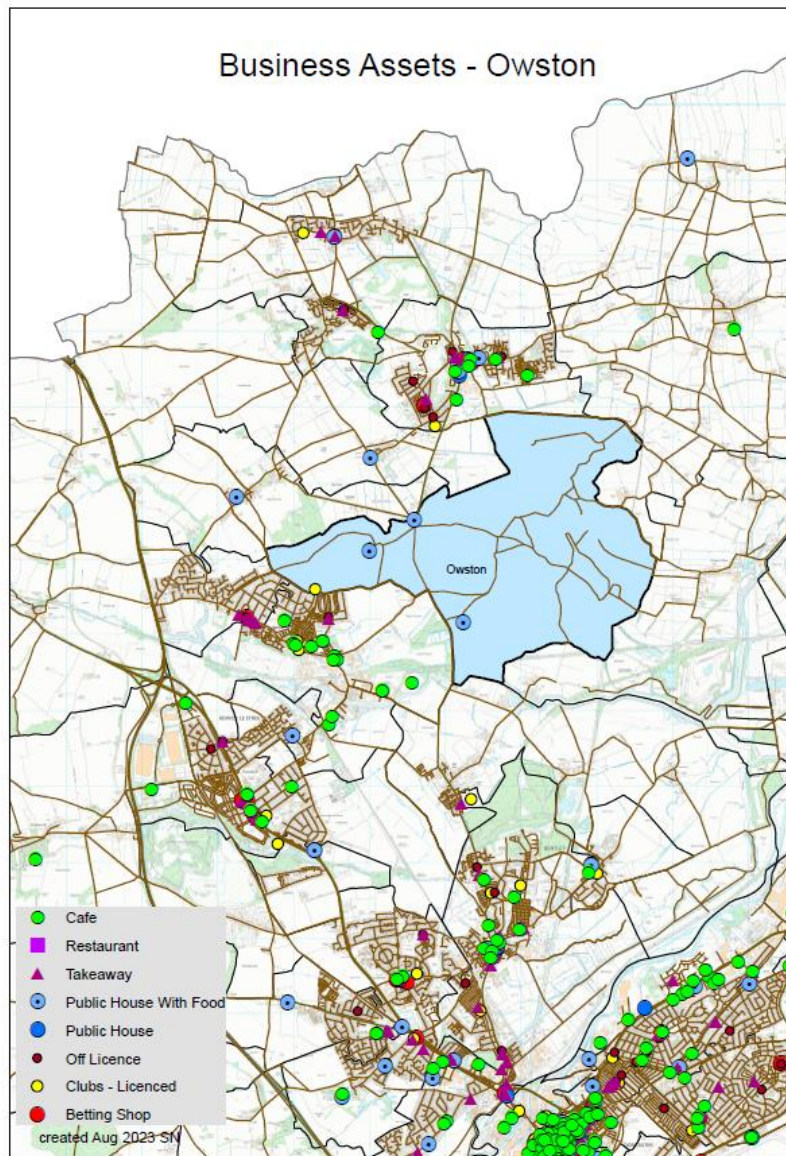 Business Assets - Owston
Owston
Cafe
Restaurant
Takeaway
Public House With Food
Public House
Off Licence
Clubs - Licenced
Betting Shop
created Aug 2023 SN